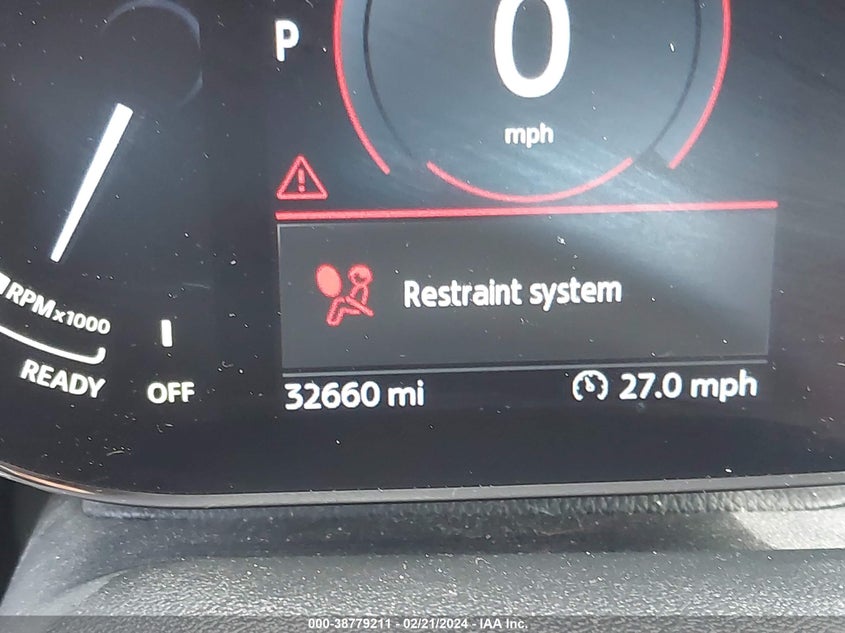 P
0
mph
Restraint system
RPMx1000
READY
OFF
32660 mi
27.0 mph
000-38779211 - 02/21/2024 - IAA Inc.